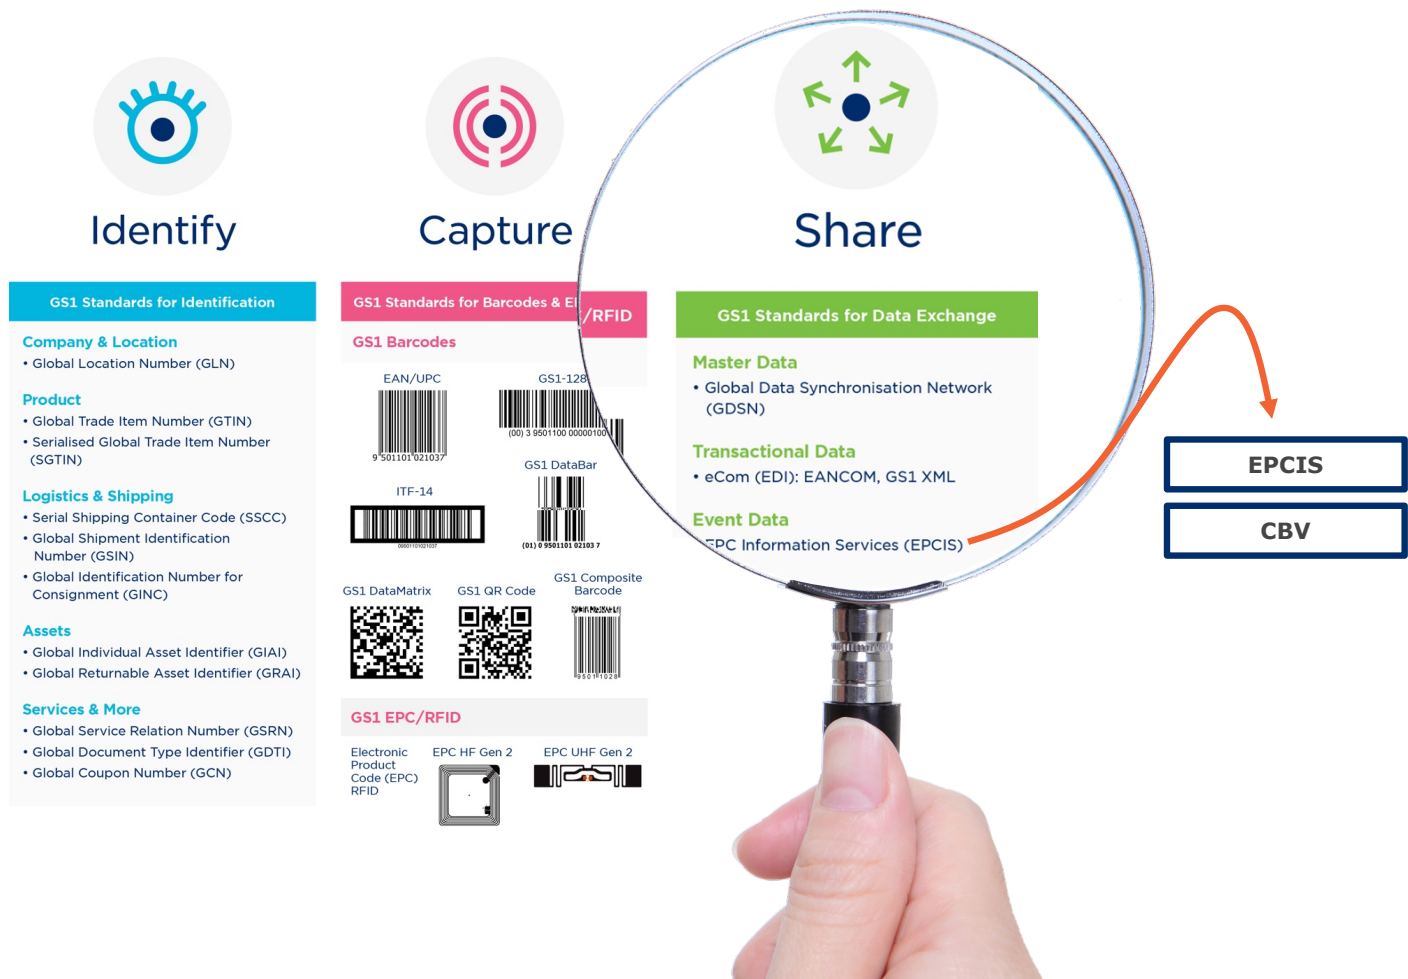 Identify
GS1 Standards for Identification
Company & Location
• Global Location Number (GLN)
Product
• Global Trade Item Number (GTIN)
• Serialised Global Trade Item Number
(SGTIN)
Logistics & Shipping
• Serial Shipping Container Code (SSCC)
• Global Shipment Identification
Number (GSIN)
• Global Identification Number for
Consignment (GINC)
Assets
• Global Individual Asset Identifier (GIAI)
• Global Returnable Asset Identifier (GRAI)
Services & More
• Global Service Relation Number (GSRN)
• Global Document Type Identifier (GDTI)
• Global Coupon Number (GCN)
Capture
GS1 Standards for Barcodes &
/RFID
GS1 Barcodes
EAN/UPC
9 501101 021037
GS1-128
(00) 3 9501100 00000100
ITF-14
09501101021037
GS1 DataBar
(01) 0 9501101 02103 7
GS1 DataMatrix
GS1 QR Code
GS1 Composite
Barcode
95011028
GS1 EPC/RFID
Electronic
Product
Code (EPC)
RFID
EPC HF Gen 2
EPC UHF Gen 2
Share
GS1 Standards for Data Exchange
Master Data
• Global Data Synchronisation Network
(GDSN)
Transactional Data
• eCom (EDI): EANCOM, GS1 XML
Event Data
EPC Information Services (EPCIS)
EPCIS
CBV